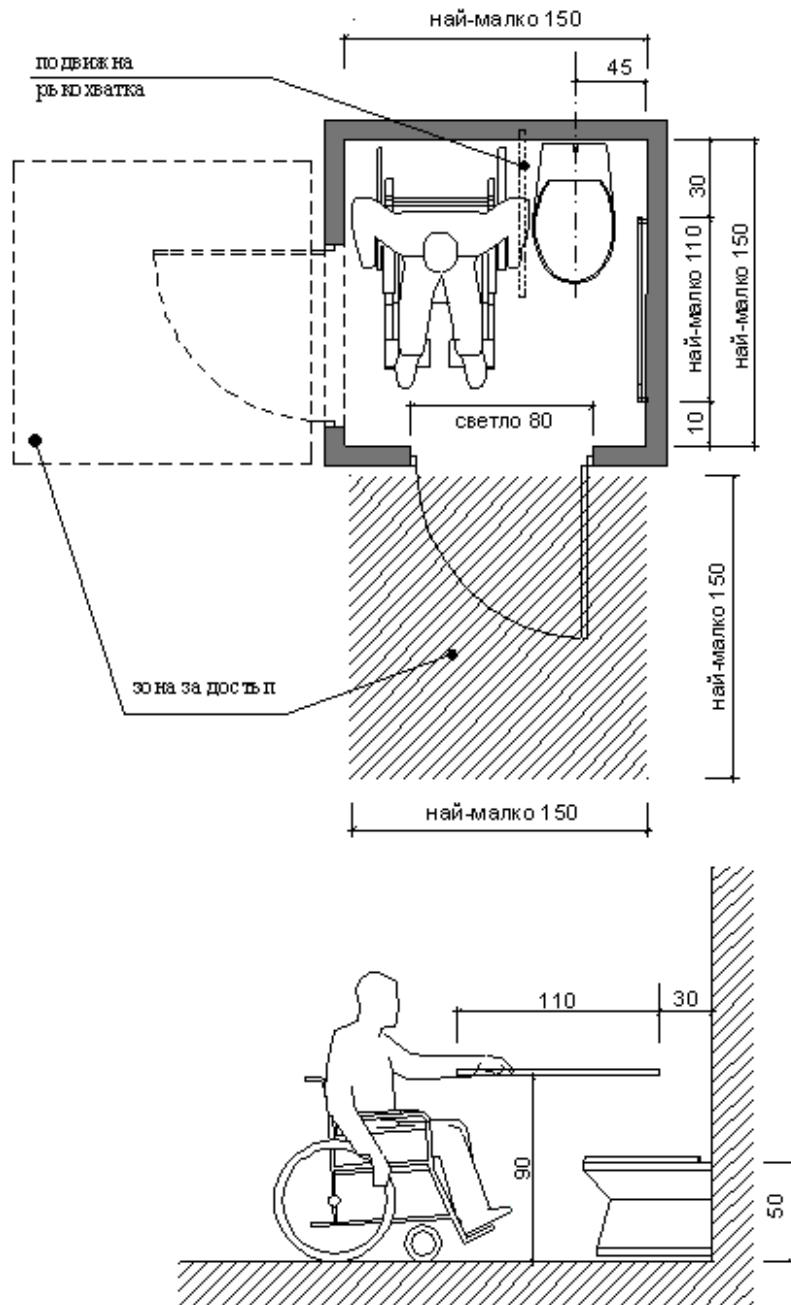 най-малко 150
45
подвижна
ръкохватка
30
най-малко 110
най-малко 150
10
светло 80
най-малко 150
зона за достъп
най-малко 150
110
30
90
50